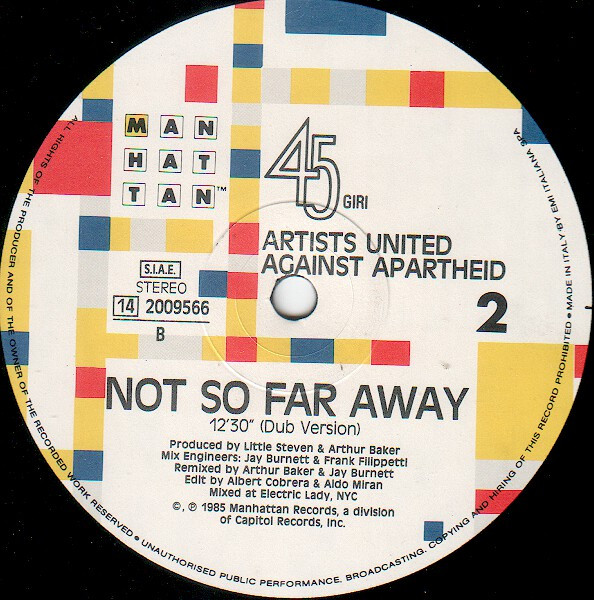 MAN
HAT
TAN™
45
GIRI
ARTISTS UNITED
AGAINST APARTHEID
S.I.A.E.
STEREO
14 2009566
B
2
NOT SO FAR AWAY
12'30" (Dub Version)
Produced by Little Steven & Arthur Baker
Mix Engineers: Jay Burnett & Frank Filippetti
Remixed by Arthur Baker & Jay Burnett
Edit by Albert Cobrera & Aldo Miran
Mixed at Electric Lady, NYC
©, ℗ 1985 Manhattan Records, a division
of Capitol Records, Inc.
ALL RIGHTS OF THE PRODUCER AND OF THE OWNER OF THE RECORDED WORK RESERVED • UNAUTHORISED PUBLIC PERFORMANCE, BROADCASTING, COPYING AND HIRING OF THIS RECORD PROHIBITED • MADE IN ITALY·BY EMI ITALIANA SPA